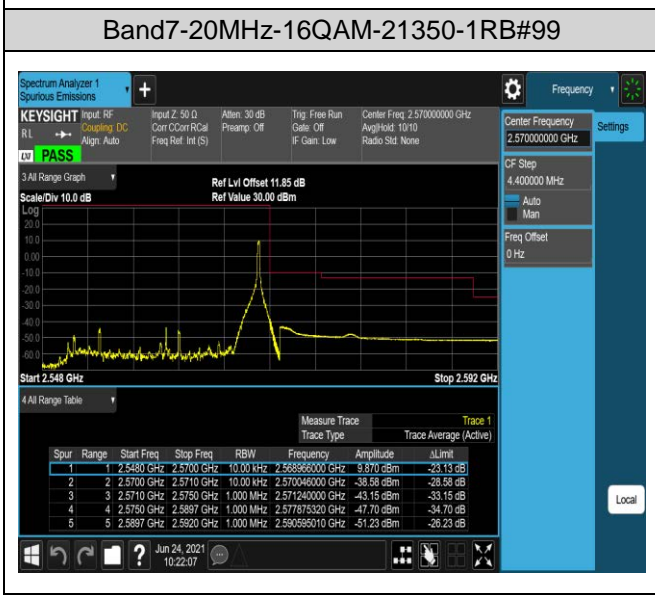 Band7-20MHz-16QAM-21350-1RB#99
Spectrum Analyzer 1
Spurious Emissions
+
Frequency
KEYSIGHT
RL
LXI
PASS
Input: RF
Coupling: DC
Align: Auto
Input Z: 50 Ω
Corr CCorr RCal
Freq Ref: Int (S)
Atten: 30 dB
Preamp: Off
Trig: Free Run
Gate: Off
IF Gain: Low
Center Freq: 2.570000000 GHz
Avg|Hold: 10/10
Radio Std: None
Center Frequency
2.570000000 GHz
Settings
CF Step
4.400000 MHz
Auto
Man
Freq Offset
0 Hz
3 All Range Graph
Scale/Div 10.0 dB
Ref Lvl Offset 11.85 dB
Ref Value 30.00 dBm
Log
20.0
10.0
0.00
-10.0
-20.0
-30.0
-40.0
-50.0
-60.0
Start 2.548 GHz
Stop 2.592 GHz
4 All Range Table
Measure Trace Trace 1
Trace Type Trace Average (Active)
Spur Range Start Freq Stop Freq RBW Frequency Amplitude ΔLimit
1 1 2.5480 GHz 2.5700 GHz 10.00 kHz 2.568966000 GHz 9.870 dBm -23.13 dB
2 2 2.5700 GHz 2.5710 GHz 10.00 kHz 2.570046000 GHz -38.58 dBm -28.58 dB
3 3 2.5710 GHz 2.5750 GHz 1.000 MHz 2.571240000 GHz -43.15 dBm -33.15 dB
4 4 2.5750 GHz 2.5897 GHz 1.000 MHz 2.577875320 GHz -47.70 dBm -34.70 dB
5 5 2.5897 GHz 2.5920 GHz 1.000 MHz 2.590595010 GHz -51.23 dBm -26.23 dB
Local
?
Jun 24, 2021
10:22:07